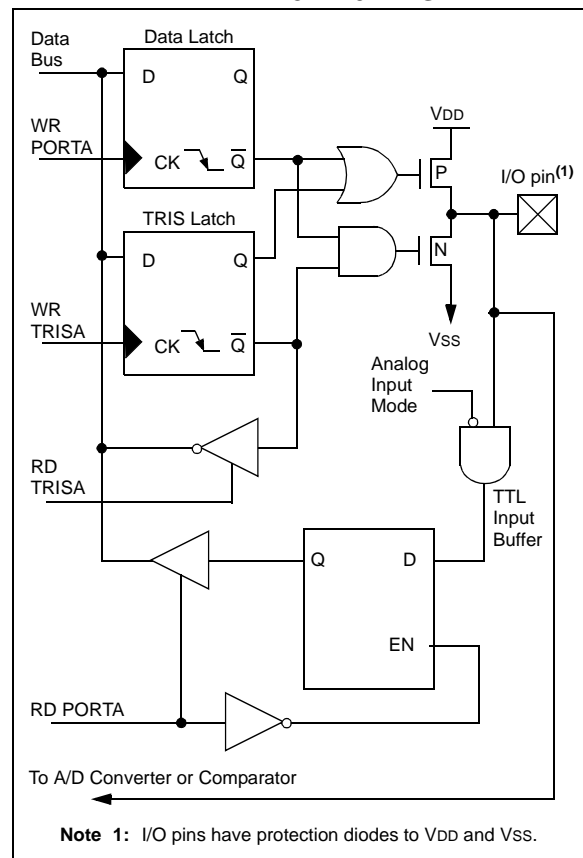 Data
Bus
Data Latch
D
Q
WR
PORTA
CK
Q
VDD
P
I/O pin(1)
TRIS Latch
D
Q
N
WR
TRISA
CK
Q
VSS
Analog
Input
Mode
RD
TRISA
TTL
Input
Buffer
Q
D
EN
RD PORTA
To A/D Converter or Comparator
Note 1: I/O pins have protection diodes to VDD and VSS.